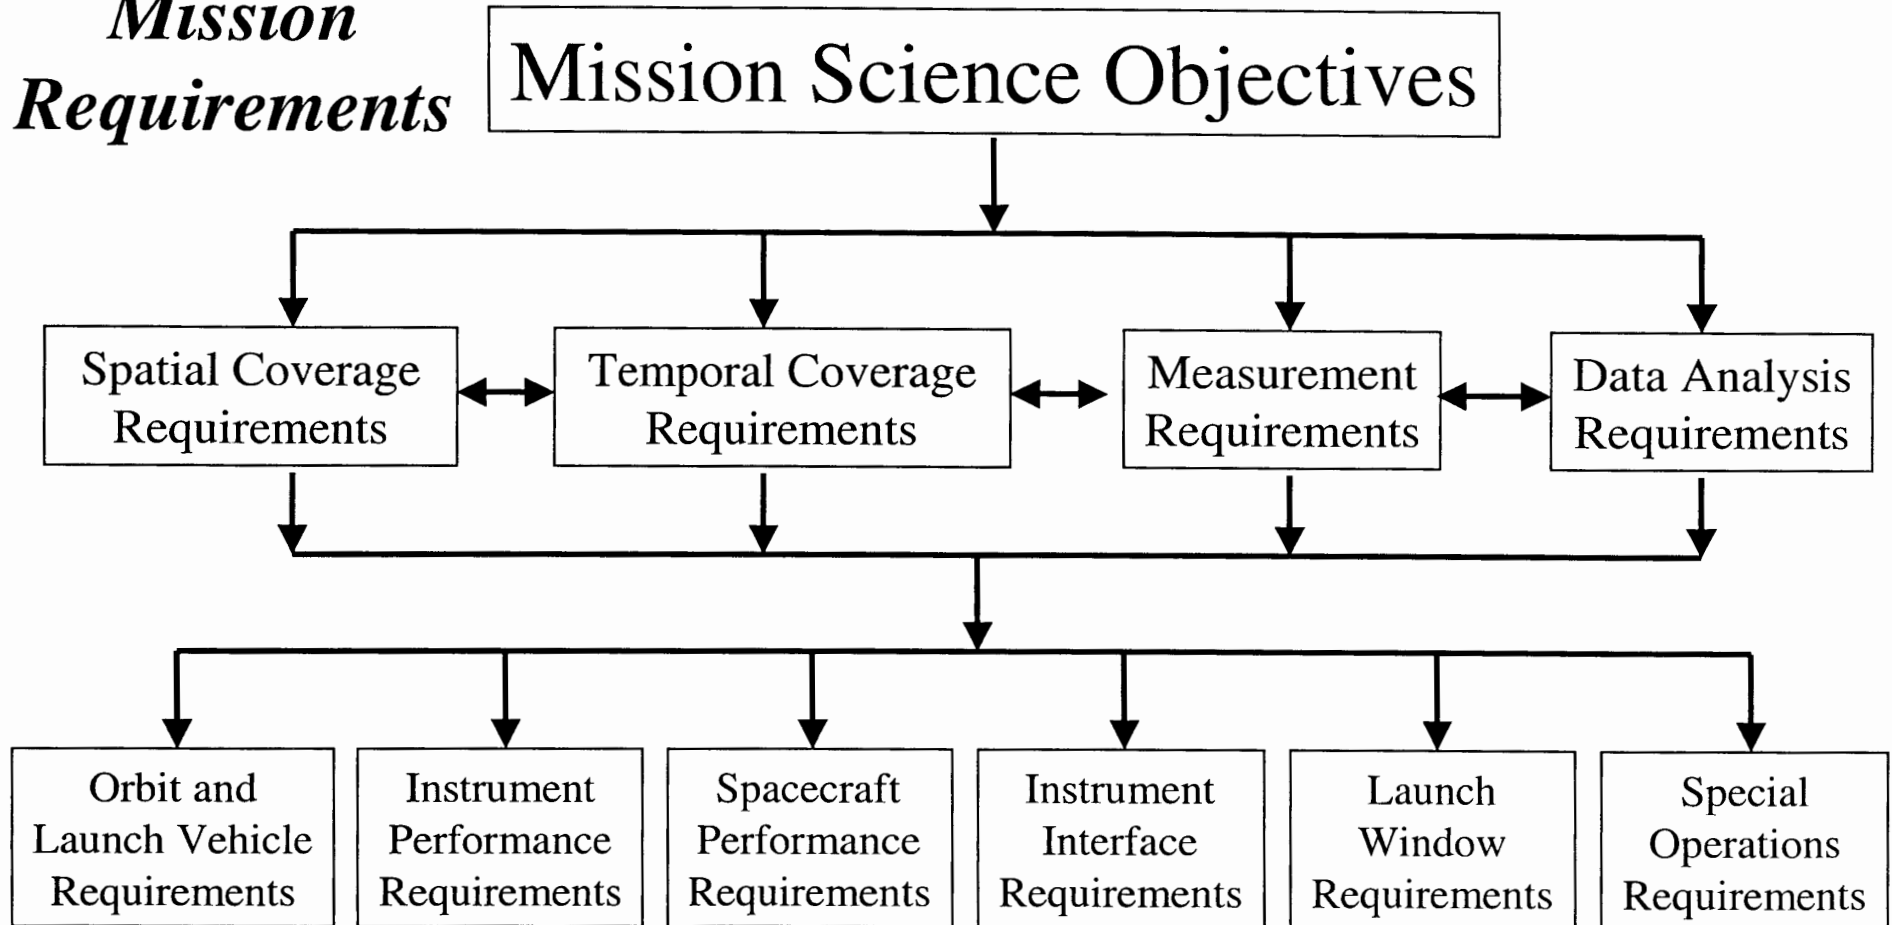 Mission
Requirements
Mission Science Objectives
Spatial Coverage
Requirements
Temporal Coverage
Requirements
Measurement
Requirements
Data Analysis
Requirements
Orbit and
Launch Vehicle
Requirements
Instrument
Performance
Requirements
Spacecraft
Performance
Requirements
Instrument
Interface
Requirements
Launch
Window
Requirements
Special
Operations
Requirements